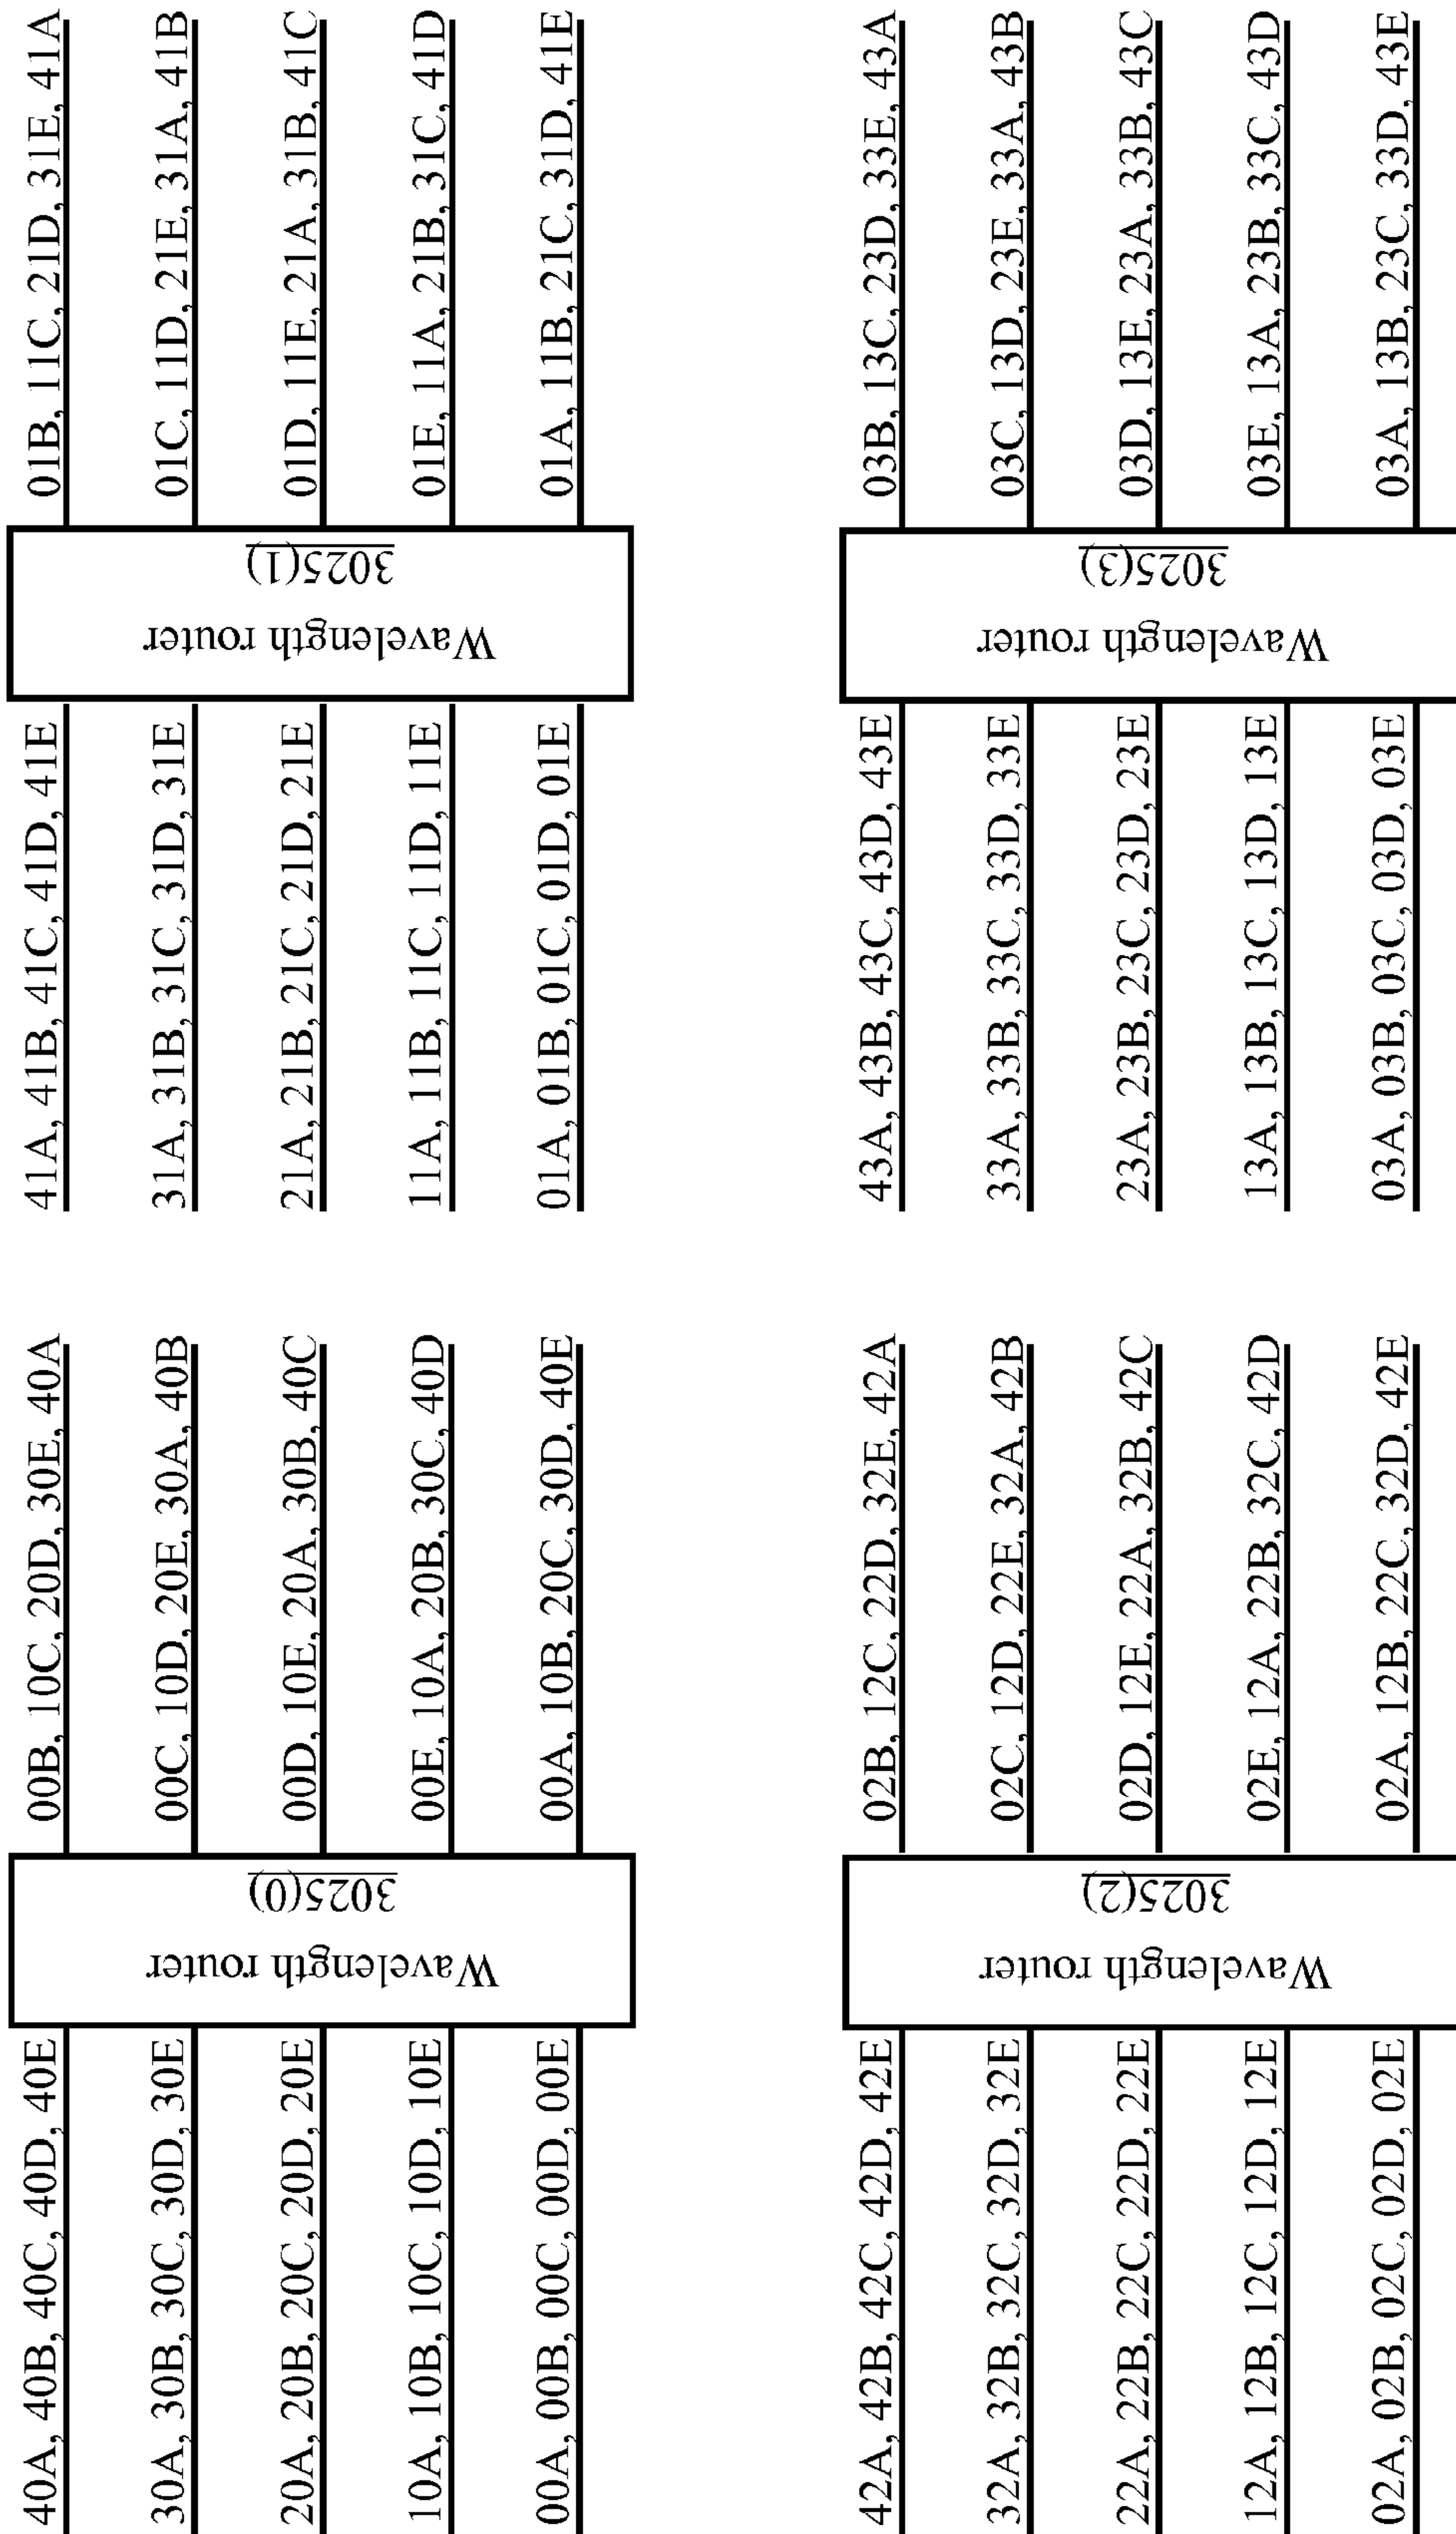 40A, 40B, 40C, 40D, 40E
30A, 30B, 30C, 30D, 30E
20A, 20B, 20C, 20D, 20E
10A, 10B, 10C, 10D, 10E
00A, 00B, 00C, 00D, 00E
Wavelength router
3025(0)
00B, 10C, 20D, 30E, 40A
00C, 10D, 20E, 30A, 40B
00D, 10E, 20A, 30B, 40C
00E, 10A, 20B, 30C, 40D
00A, 10B, 20C, 30D, 40E
41A, 41B, 41C, 41D, 41E
31A, 31B, 31C, 31D, 31E
21A, 21B, 21C, 21D, 21E
11A, 11B, 11C, 11D, 11E
01A, 01B, 01C, 01D, 01E
Wavelength router
3025(1)
01B, 11C, 21D, 31E, 41A
01C, 11D, 21E, 31A, 41B
01D, 11E, 21A, 31B, 41C
01E, 11A, 21B, 31C, 41D
01A, 11B, 21C, 31D, 41E
42A, 42B, 42C, 42D, 42E
32A, 32B, 32C, 32D, 32E
22A, 22B, 22C, 22D, 22E
12A, 12B, 12C, 12D, 12E
02A, 02B, 02C, 02D, 02E
Wavelength router
3025(2)
02B, 12C, 22D, 32E, 42A
02C, 12D, 22E, 32A, 42B
02D, 12E, 22A, 32B, 42C
02E, 12A, 22B, 32C, 42D
02A, 12B, 22C, 32D, 42E
43A, 43B, 43C, 43D, 43E
33A, 33B, 33C, 33D, 33E
23A, 23B, 23C, 23D, 23E
13A, 13B, 13C, 13D, 13E
03A, 03B, 03C, 03D, 03E
Wavelength router
3025(3)
03B, 13C, 23D, 33E, 43A
03C, 13D, 23E, 33A, 43B
03D, 13E, 23A, 33B, 43C
03E, 13A, 23B, 33C, 43D
03A, 13B, 23C, 33D, 43E